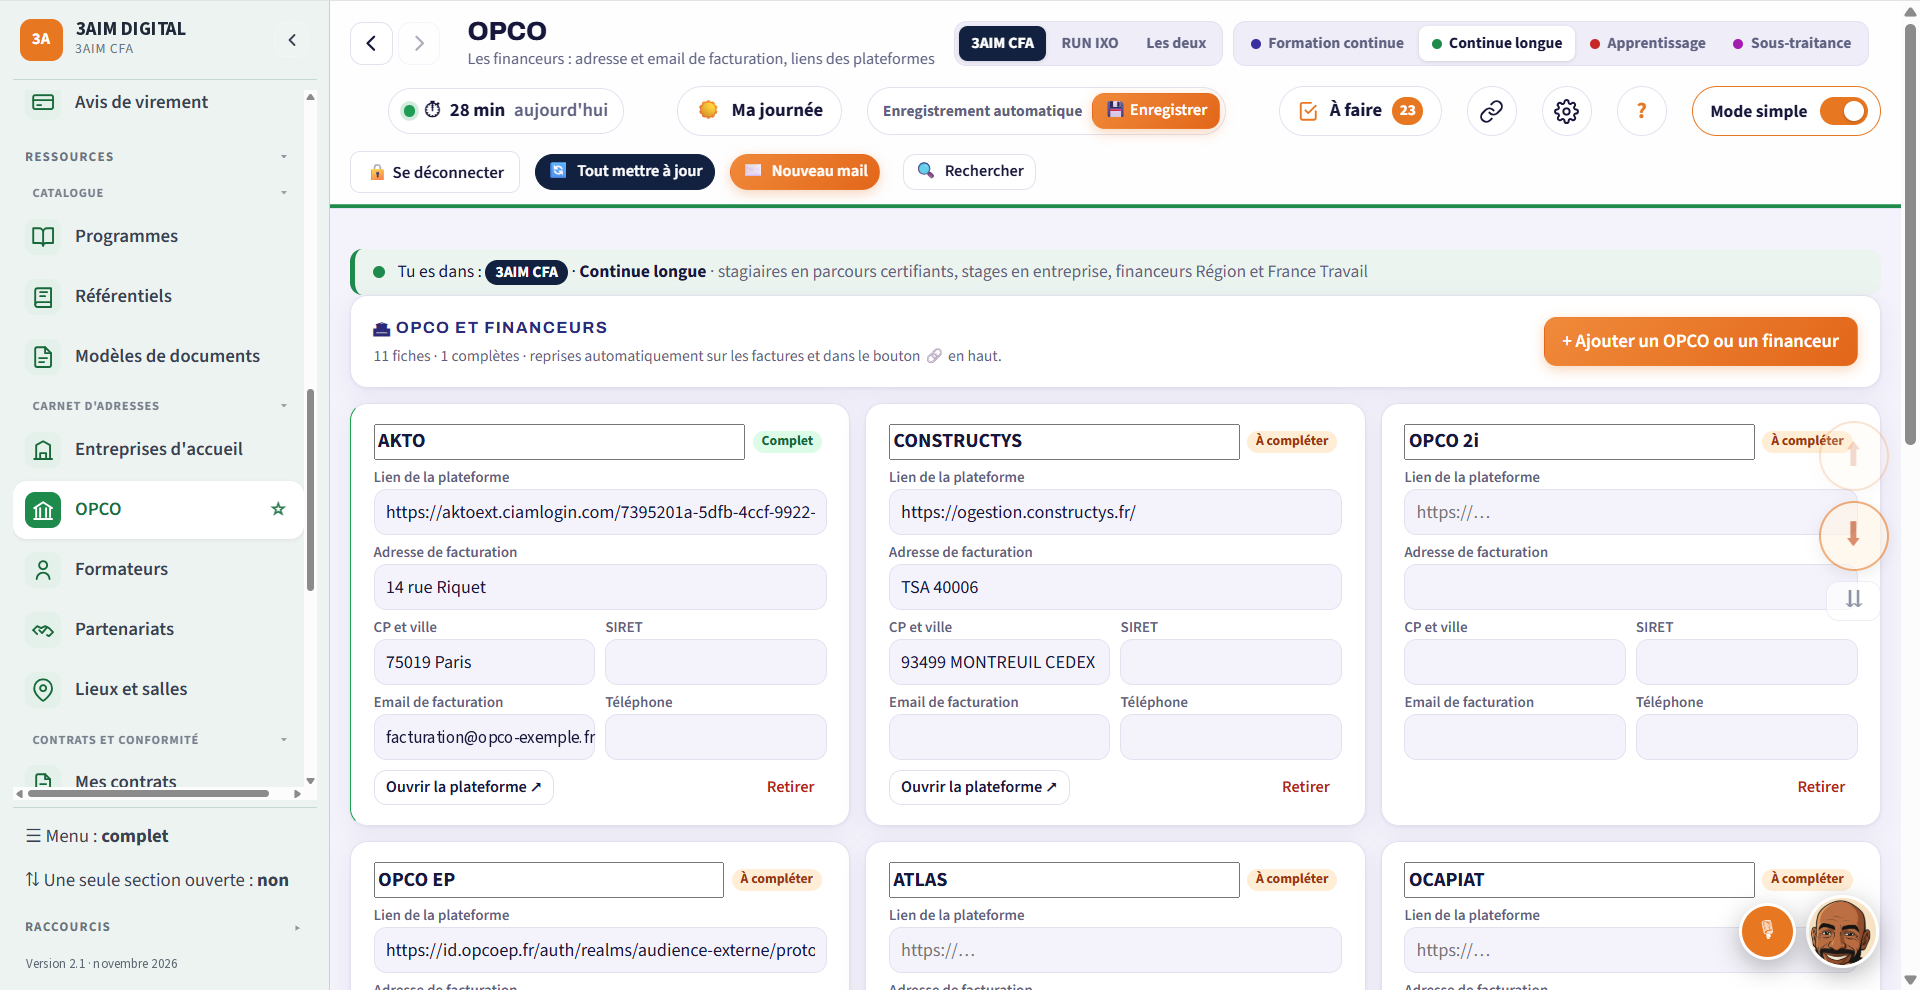 3A
3AIM DIGITAL
3AIM CFA
Avis de virement
RESSOURCES
CATALOGUE
Programmes
Référentiels
Modèles de documents
CARNET D'ADRESSES
Entreprises d'accueil
OPCO
Formateurs
Partenariats
Lieux et salles
CONTRATS ET CONFORMITÉ
Mes contrats
☰ Menu : complet
⇅ Une seule section ouverte : non
RACCOURCIS
Version 2.1 · novembre 2026
OPCO
Les financeurs : adresse et email de facturation, liens des plateformes
3AIM CFA RUN IXO Les deux
Formation continue Continue longue Apprentissage Sous-traitance
28 min aujourd'hui
Ma journée
Enregistrement automatique Enregistrer
À faire 23
?
Mode simple
Se déconnecter
Tout mettre à jour
Nouveau mail
Rechercher
Tu es dans : 3AIM CFA · Continue longue · stagiaires en parcours certifiants, stages en entreprise, financeurs Région et France Travail
OPCO ET FINANCEURS
11 fiches · 1 complètes · reprises automatiquement sur les factures et dans le bouton 🔗 en haut.
+ Ajouter un OPCO ou un financeur
AKTO Complet
Lien de la plateforme
https://aktoext.ciamlogin.com/7395201a-5dfb-4ccf-9922-
Adresse de facturation
14 rue Riquet
CP et ville SIRET
75019 Paris
Email de facturation Téléphone
facturation@opco-exemple.fr
Ouvrir la plateforme ↗ Retirer
CONSTRUCTYS À compléter
Lien de la plateforme
https://ogestion.constructys.fr/
Adresse de facturation
TSA 40006
CP et ville SIRET
93499 MONTREUIL CEDEX
Email de facturation Téléphone
Ouvrir la plateforme ↗ Retirer
OPCO 2i À compléter
Lien de la plateforme
https://…
Adresse de facturation
CP et ville SIRET
Email de facturation Téléphone
Retirer
OPCO EP À compléter
Lien de la plateforme
https://id.opcoep.fr/auth/realms/audience-externe/proto
Adresse de facturation
ATLAS À compléter
Lien de la plateforme
https://…
Adresse de facturation
OCAPIAT À compléter
Lien de la plateforme
https://…
Adresse de facturation